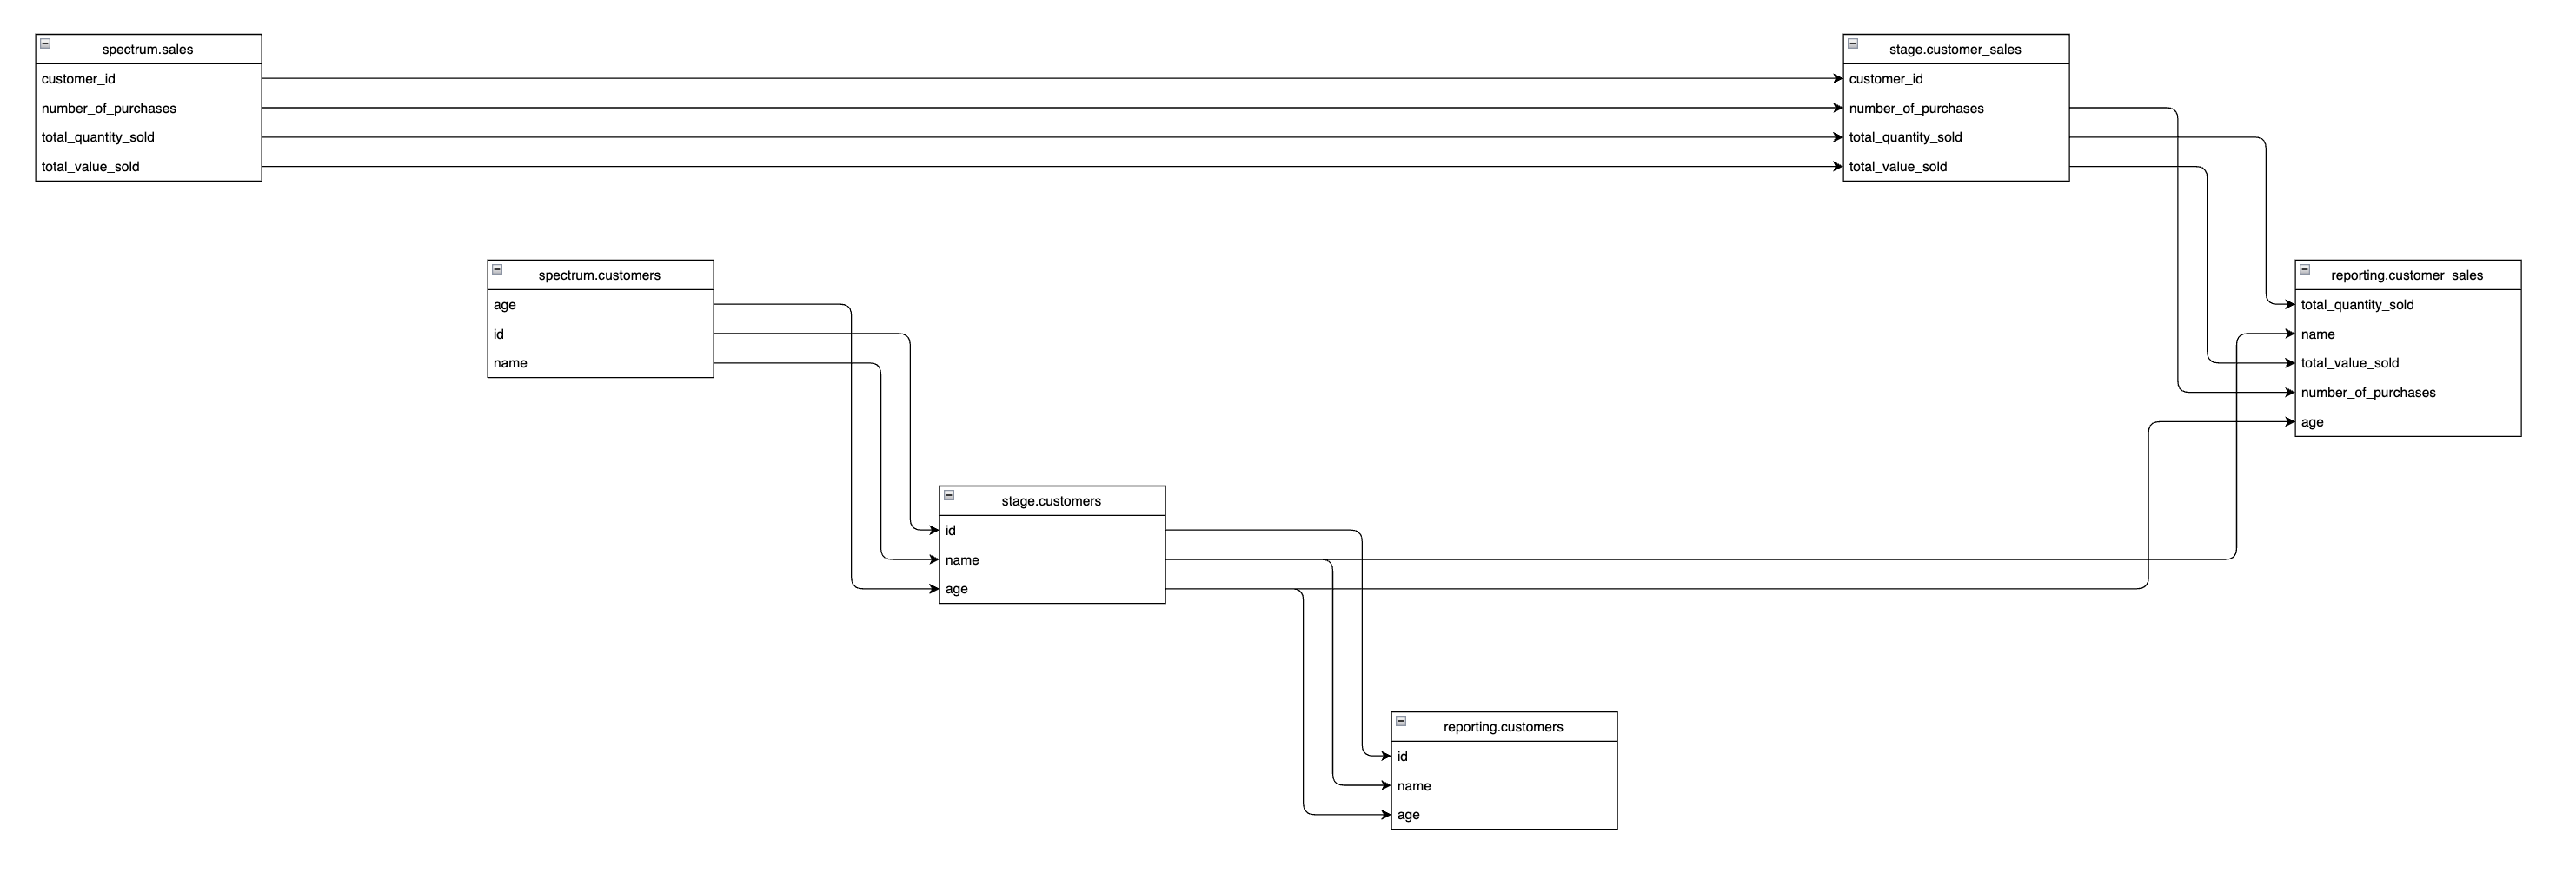 spectrum.sales
customer_id
number_of_purchases
total_quantity_sold
total_value_sold
stage.customer_sales
customer_id
number_of_purchases
total_quantity_sold
total_value_sold
spectrum.customers
age
id
name
reporting.customer_sales
total_quantity_sold
name
total_value_sold
number_of_purchases
age
stage.customers
id
name
age
reporting.customers
id
name
age